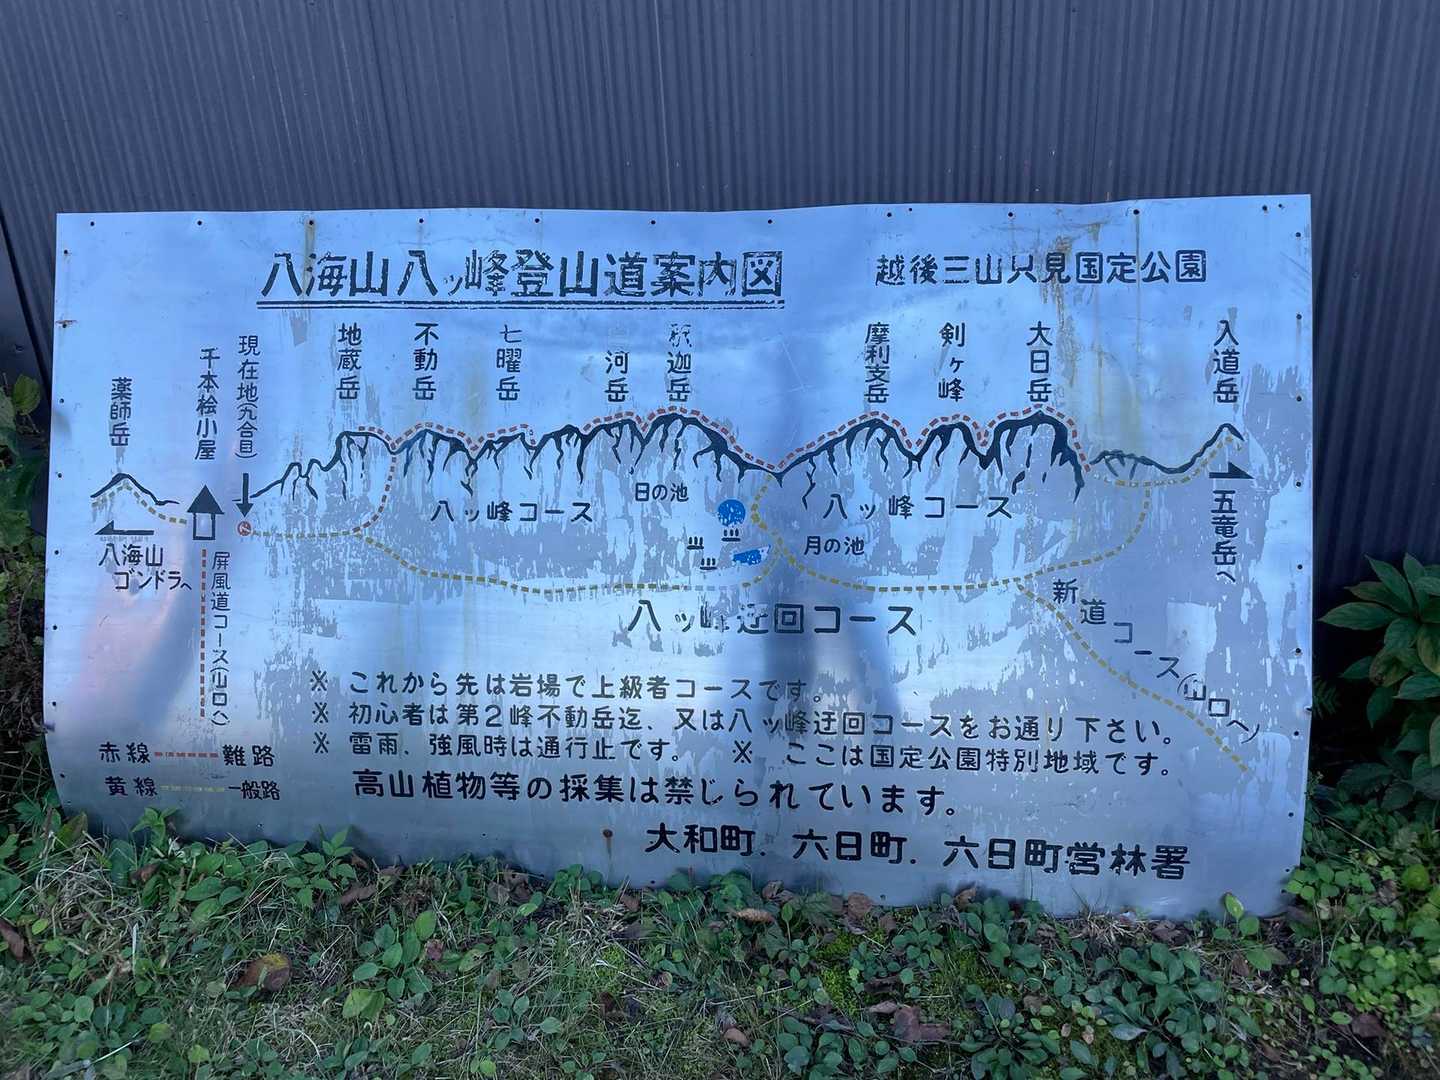 八海山八ッ峰登山道案内図
越後三山只見国定公園
薬師岳
千本桧小屋
現在地(九合目)
地蔵岳
不動岳
七曜岳
河岳
釈迦岳
摩利支岳
剣ヶ峰
大日岳
入道岳
八海山
ゴンドラへ
屏風道コース(山口へ)
八ッ峰コース
日の池
月の池
八ッ峰コース
五竜岳へ
八ッ峰迂回コース
新道コース(山口へ)
※ これから先は岩場で上級者コースです。
※ 初心者は第2峰不動岳迄、又は八ッ峰迂回コースをお通り下さい。
※ 雷雨、強風時は通行止です。 ※ ここは国定公園特別地域です。
高山植物等の採集は禁じられています。
赤線 難路
黄線 一般路
大和町. 六日町. 六日町営林署